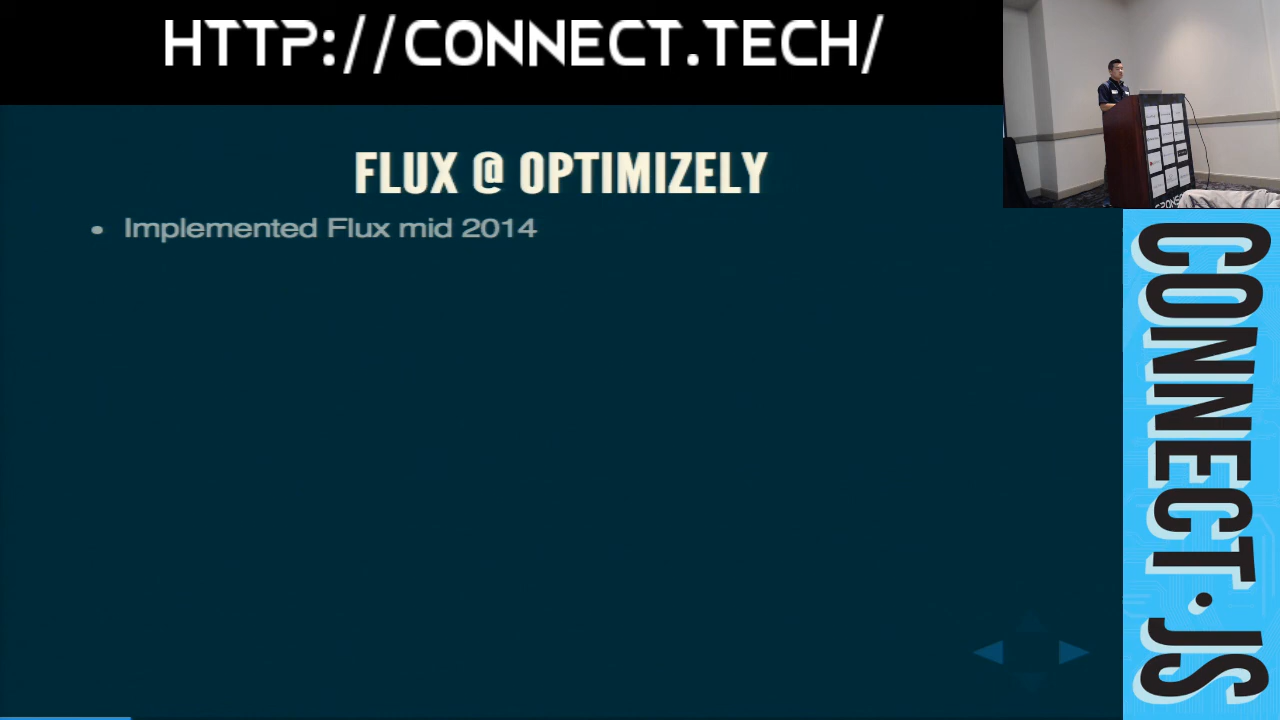 HTTP://CONNECT.TECH/
FLUX @ OPTIMIZELY
• Implemented Flux mid 2014
CONNECT.JS